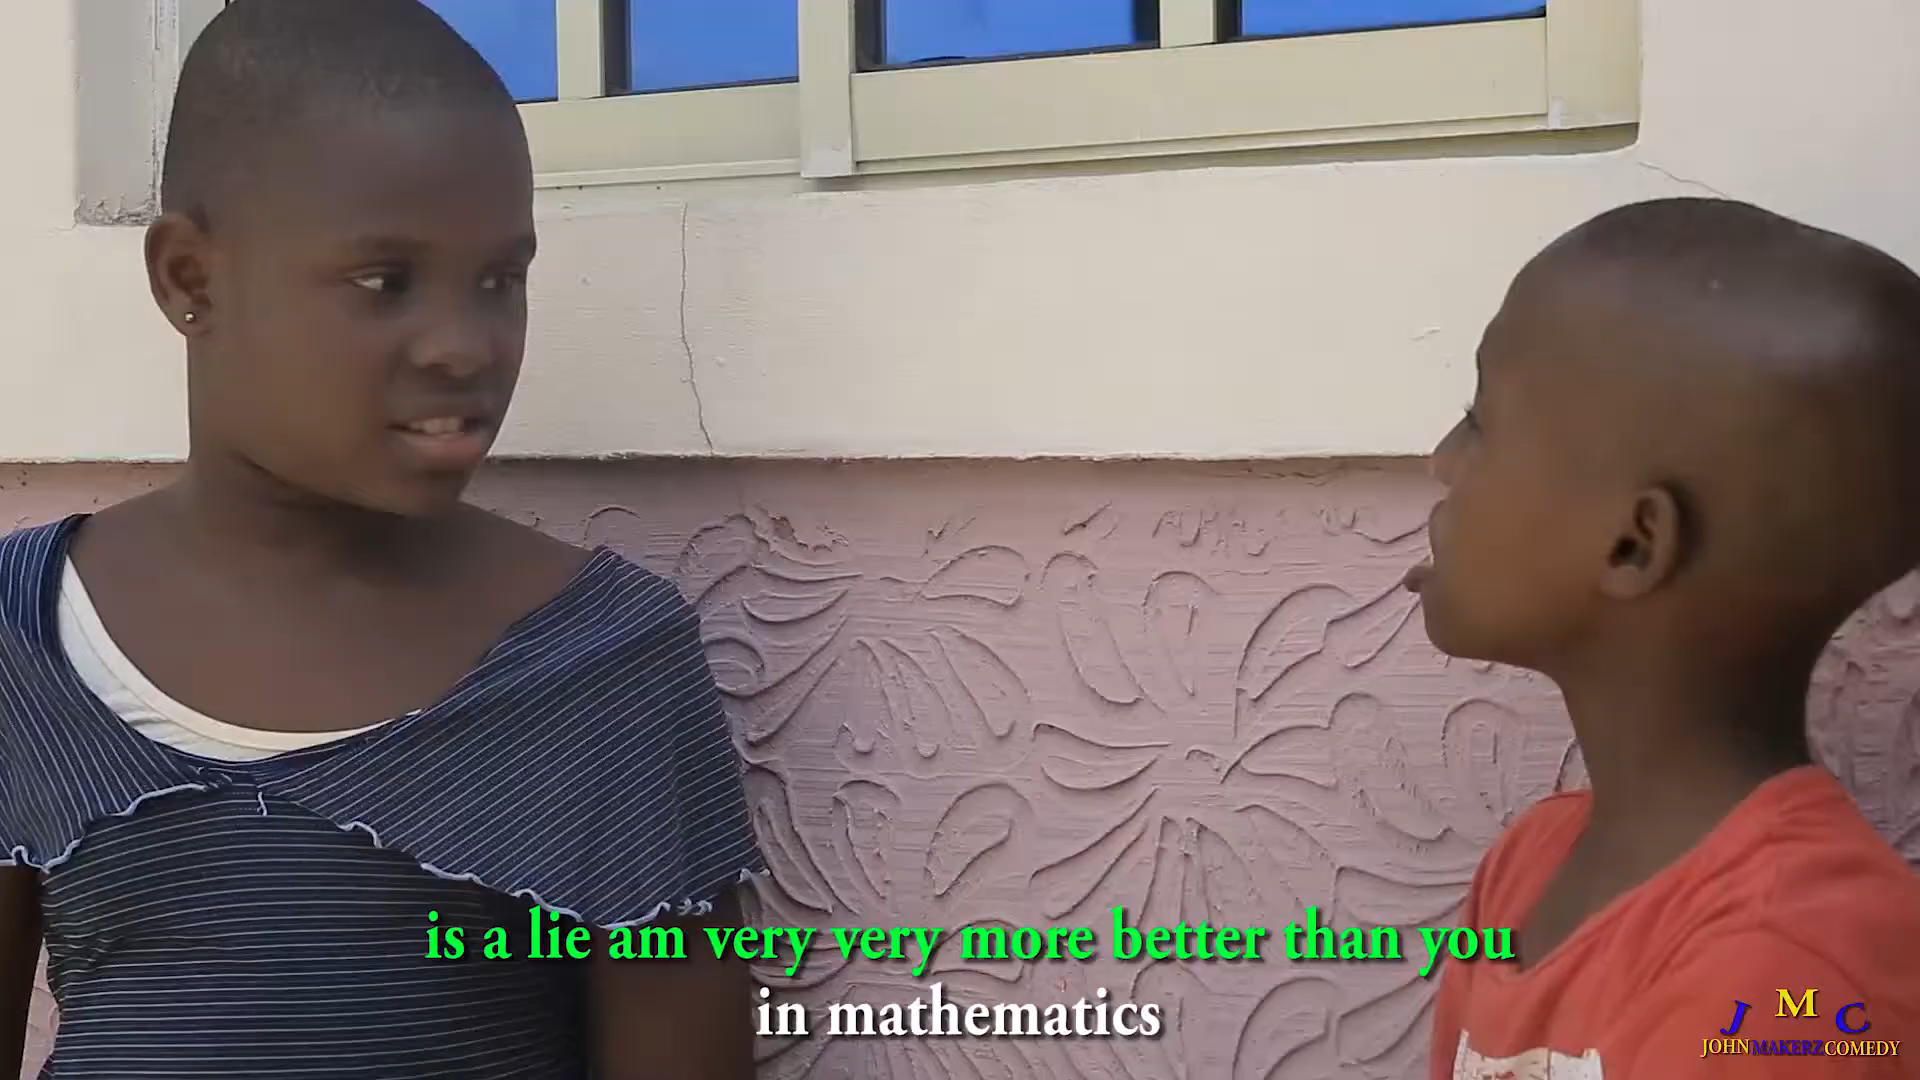 is a lie am very very more better than you
in mathematics
J M C
JOHNMAKERZCOMEDY